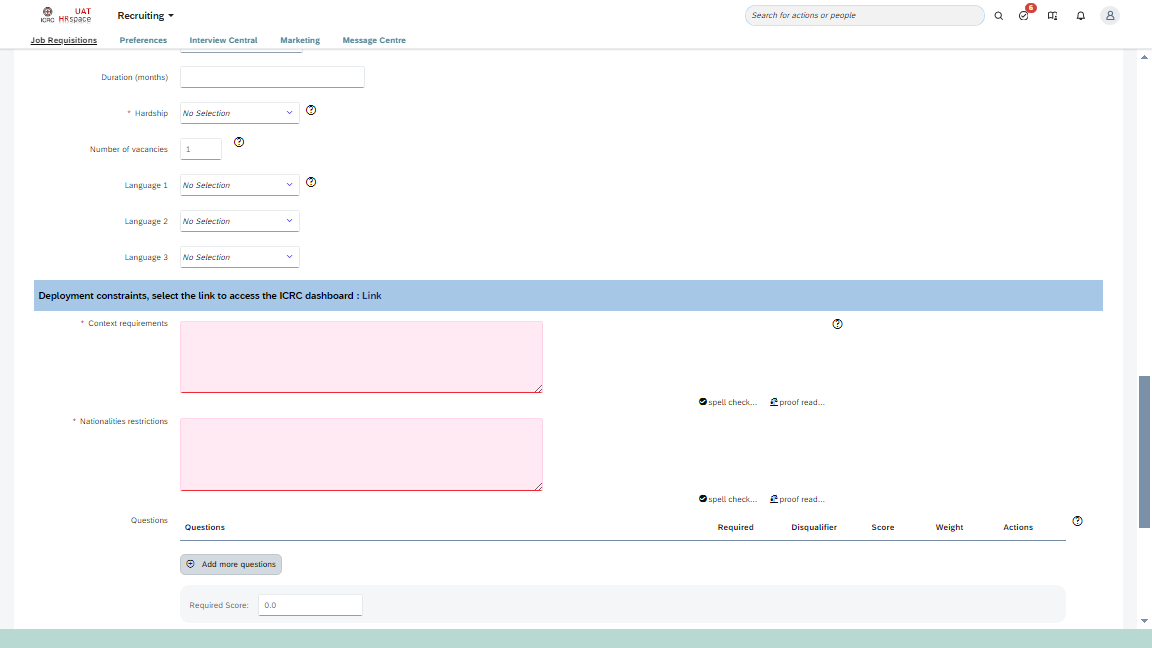 UAT
ICRC HRspace
Recruiting
Search for actions or people
6
Job Requisitions Preferences Interview Central Marketing Message Centre
Duration (months)
* Hardship No Selection
Number of vacancies 1
Language 1 No Selection
Language 2 No Selection
Language 3 No Selection
Deployment constraints, select the link to access the ICRC dashboard : Link
* Context requirements
spell check... proof read...
* Nationalities restrictions
spell check... proof read...
Questions
Questions Required Disqualifier Score Weight Actions
Add more questions
Required Score: 0.0